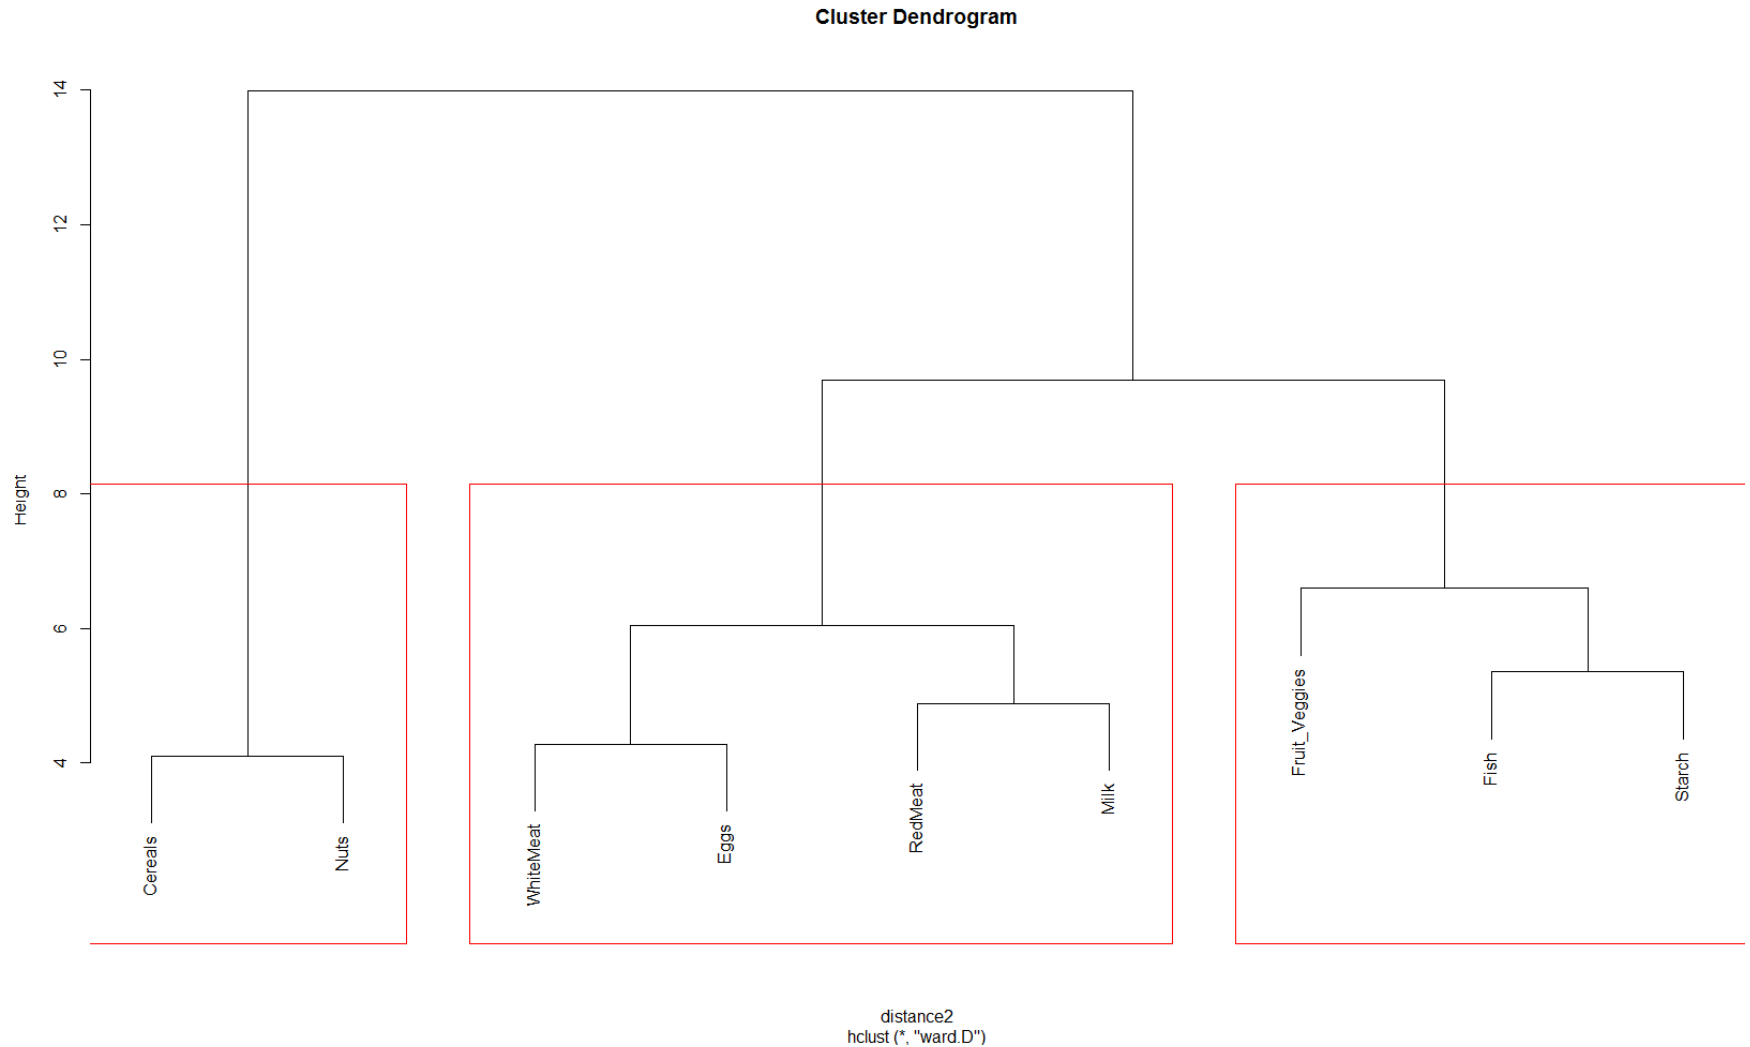 Cluster Dendrogram
Height
14
12
10
8
6
4
Cereals
Nuts
WhiteMeat
Eggs
RedMeat
Milk
Fruit_Veggies
Fish
Starch
distance2
hclust (*, "ward.D")